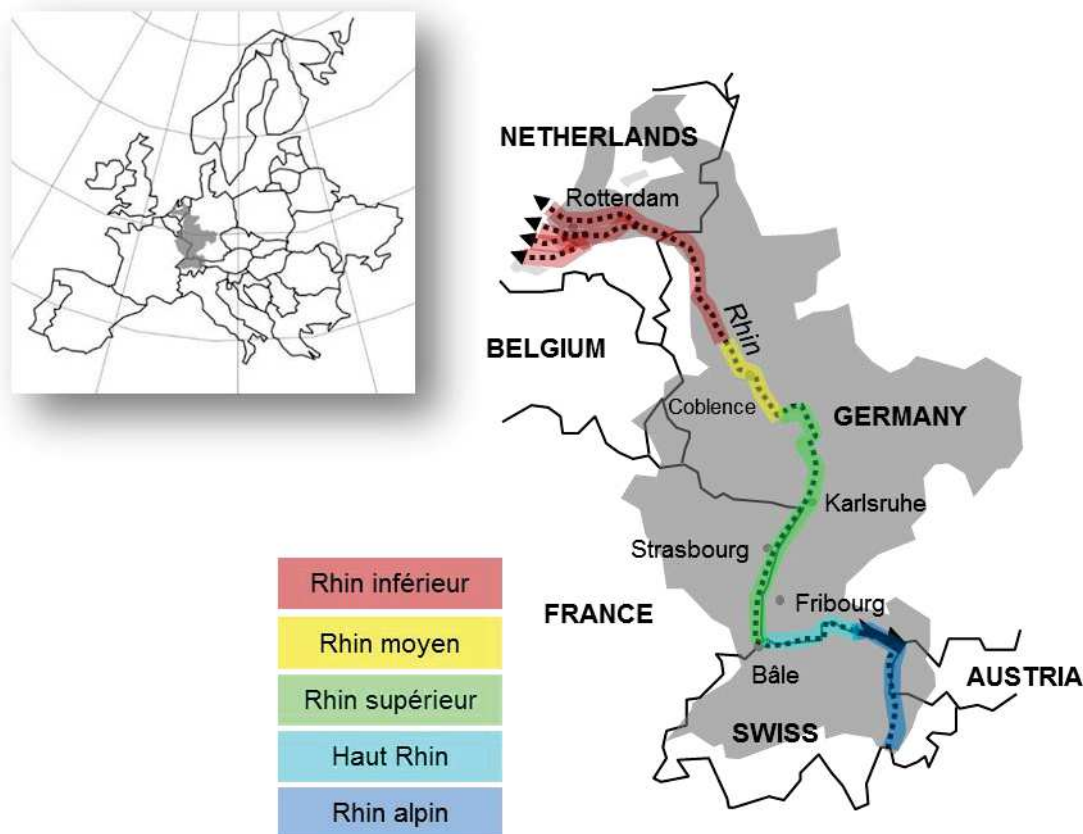 NETHERLANDS
Rotterdam
Rhin
BELGIUM
Coblence
GERMANY
Karlsruhe
Strasbourg
Fribourg
FRANCE
Bâle
AUSTRIA
SWISS
Rhin inférieur
Rhin moyen
Rhin supérieur
Haut Rhin
Rhin alpin